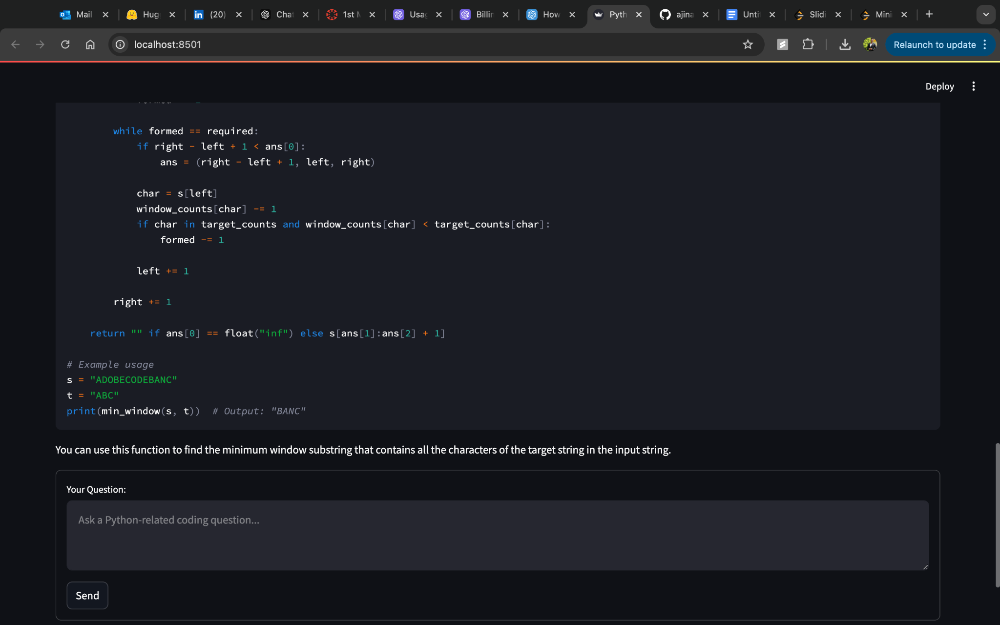 Mail
Hug
(20)
Chat
1st M
Usag
Billin
How
Pyth
ajina
Unti
Slidi
Mini
localhost:8501
Relaunch to update
Deploy
while formed == required:
if right - left + 1 < ans[0]:
ans = (right - left + 1, left, right)
char = s[left]
window_counts[char] -= 1
if char in target_counts and window_counts[char] < target_counts[char]:
formed -= 1
left += 1
right += 1
return "" if ans[0] == float("inf") else s[ans[1]:ans[2] + 1]
# Example usage
s = "ADOBECODEBANC"
t = "ABC"
print(min_window(s, t))  # Output: "BANC"
You can use this function to find the minimum window substring that contains all the characters of the target string in the input string.
Your Question:
Ask a Python-related coding question...
Send